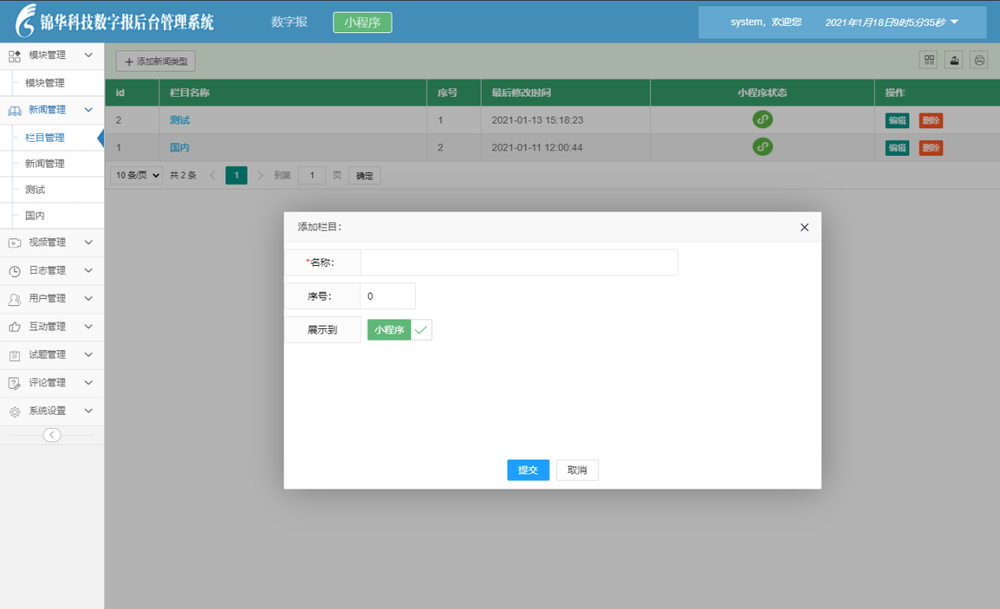 锦华科技数字报后台管理系统 数字报 小程序 system，欢迎您 2021年1月18日9时5分35秒
模块管理
模块管理
新闻管理
栏目管理
新闻管理
测试
国内
视频管理
日志管理
用户管理
互动管理
试题管理
评论管理
系统设置
添加新闻类型
id 栏目名称 序号 最后修改时间 小程序状态 操作
2 测试 1 2021-01-13 15:18:23 编辑 删除
1 国内 2 2021-01-11 12:00:44 编辑 删除
10 条/页 共 2 条 1 到第 1 页 确定
添加栏目：
*名称：
序号： 0
展示到 小程序
提交 取消